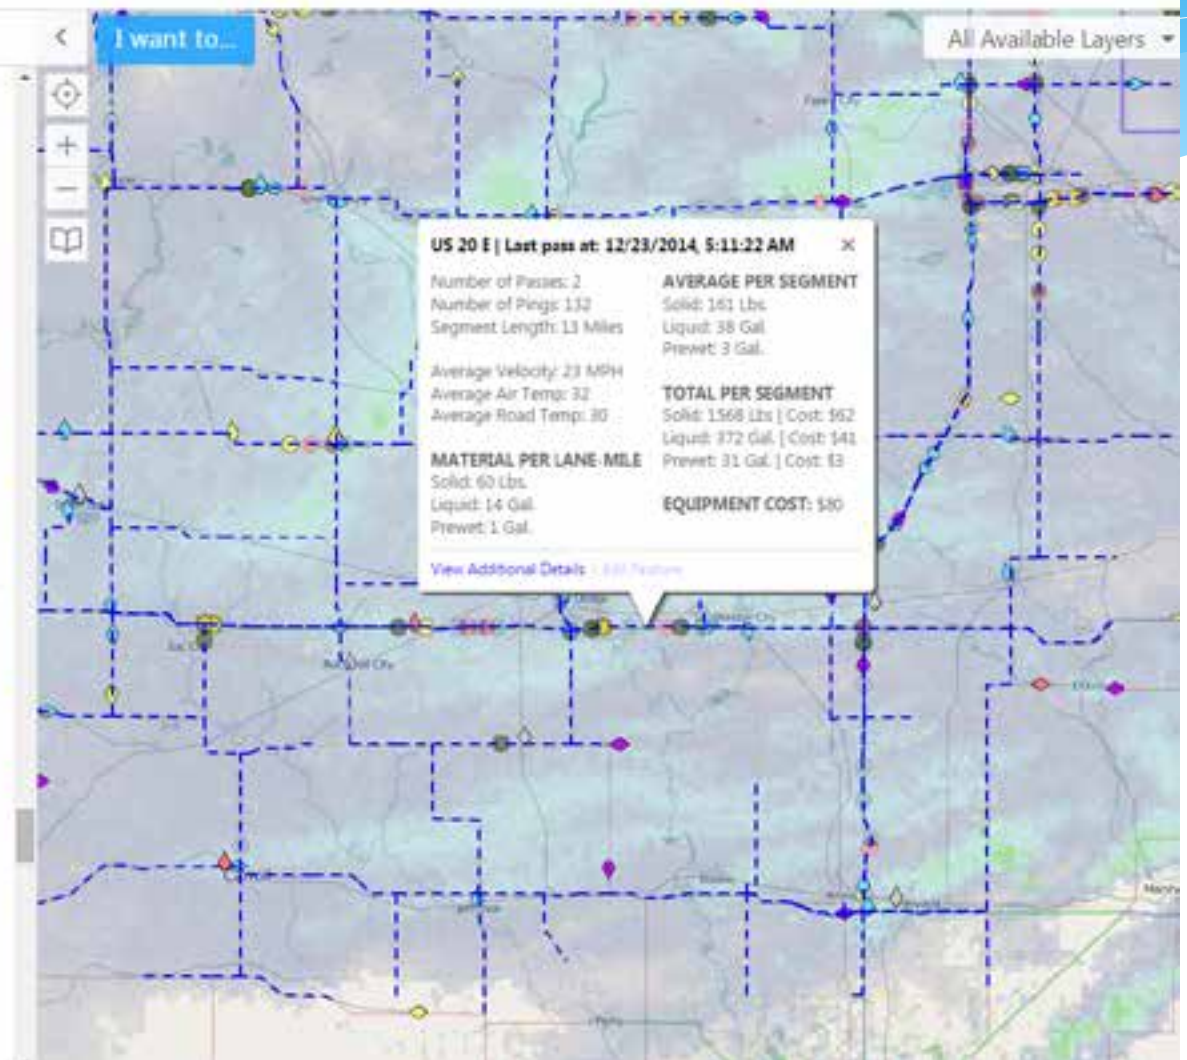 I want to...
All Available Layers
US 20 E | Last pass at: 12/23/2014, 5:11:22 AM
Number of Passes: 2
Number of Pings: 132
Segment Length: 13 Miles
Average Velocity: 23 MPH
Average Air Temp: 32
Average Road Temp: 30
MATERIAL PER LANE-MILE
Solid: 60 Lbs.
Liquid: 14 Gal.
Prewet: 1 Gal.
AVERAGE PER SEGMENT
Solid: 161 Lbs.
Liquid: 38 Gal.
Prewet: 3 Gal.
TOTAL PER SEGMENT
Solid: 1568 Lbs | Cost: $62
Liquid: 372 Gal. | Cost: $41
Prewet: 31 Gal. | Cost: $3
EQUIPMENT COST: $80
View Additional Details | Edit Feature
City
Perry